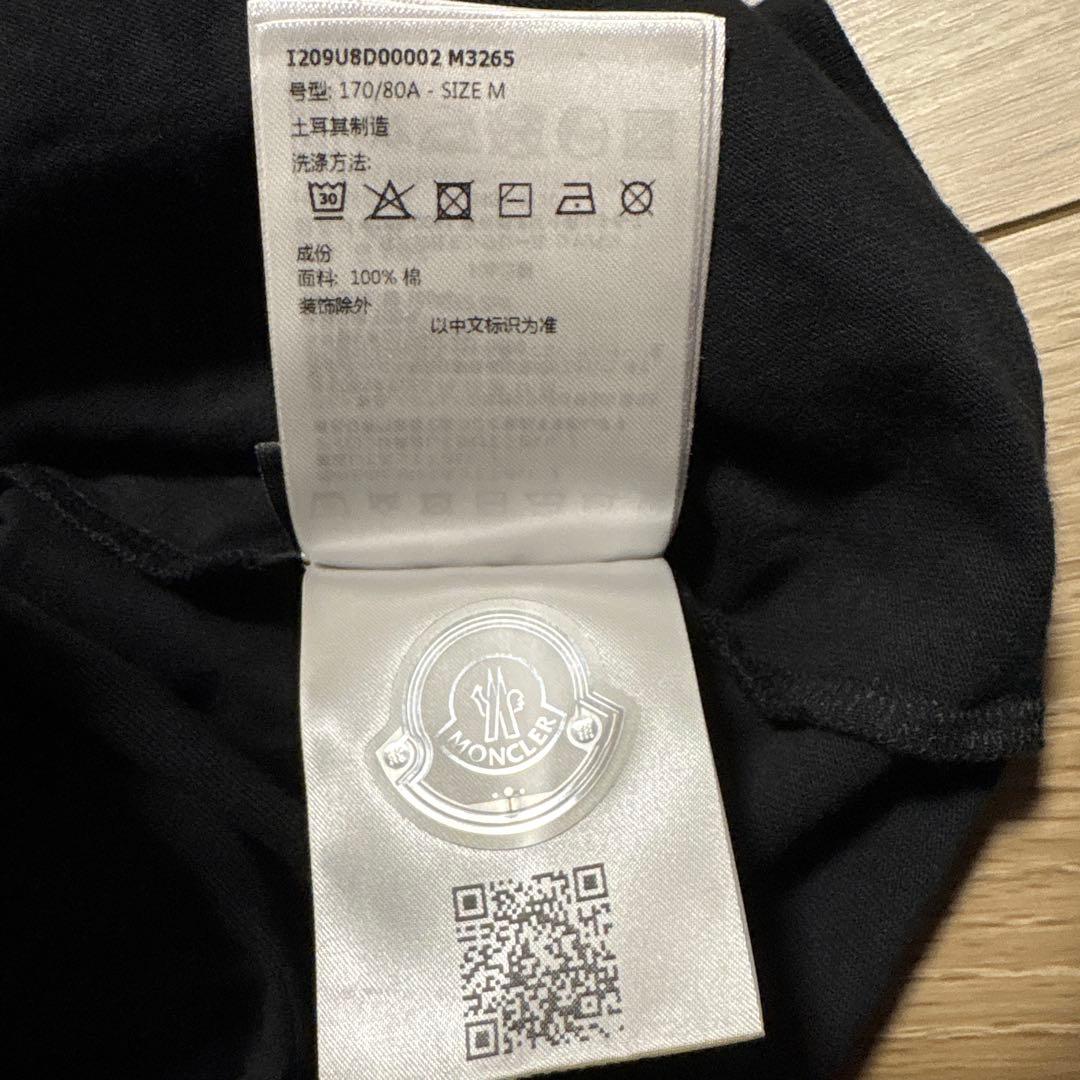 I209U8D00002 M3265
号型: 170/80A - SIZE M
土耳其制造
洗涤方法:
30
成份
面料: 100% 棉
装饰除外
以中文标识为准
MONCLER